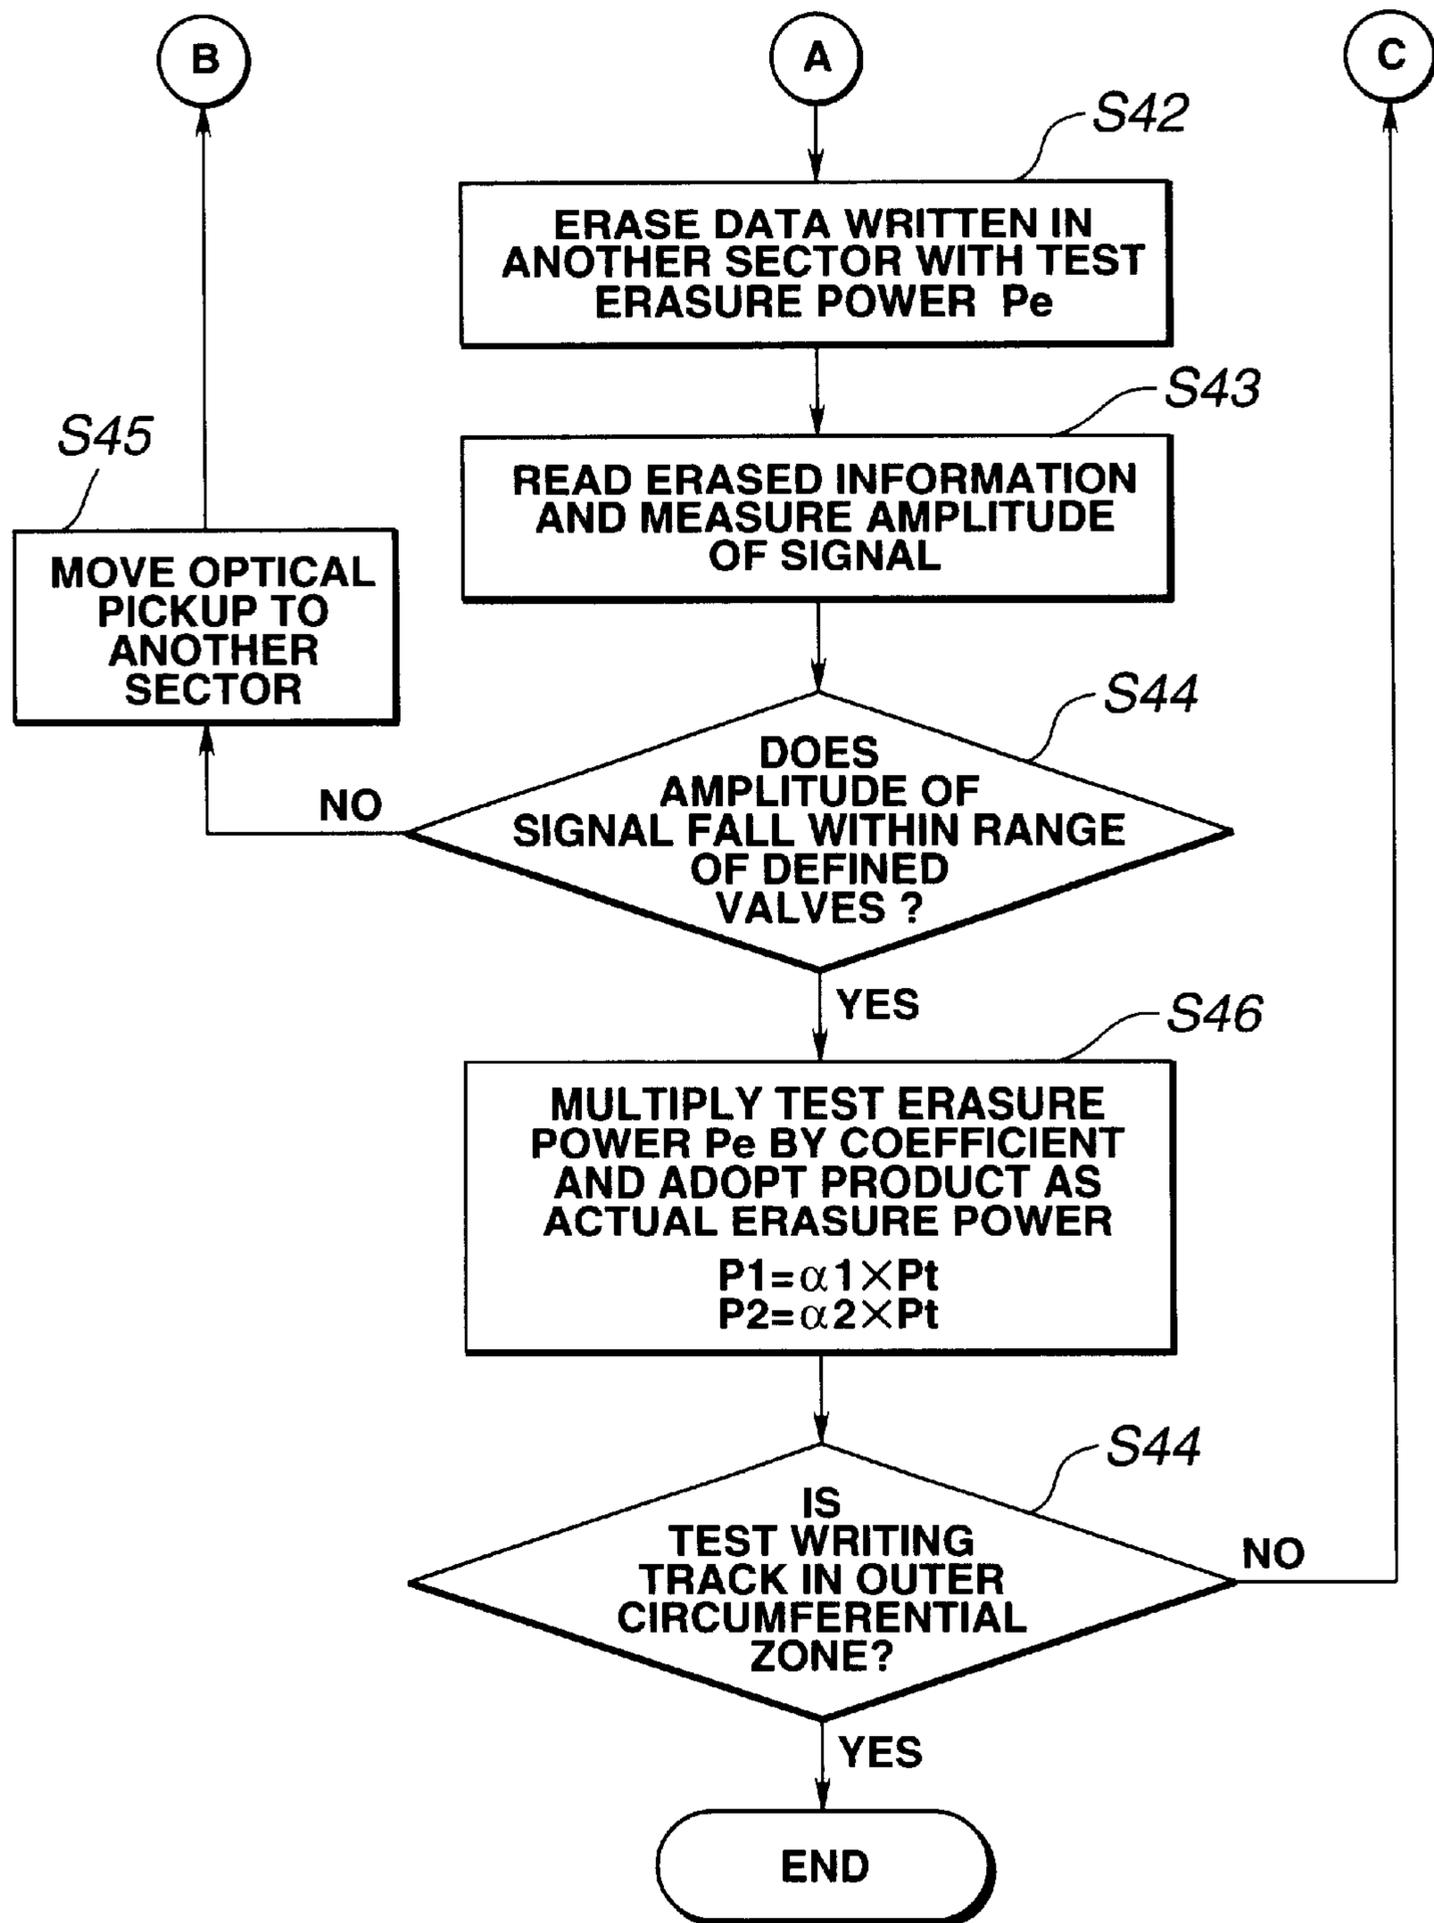 B
A
C
S42
ERASE DATA WRITTEN IN
ANOTHER SECTOR WITH TEST
ERASURE POWER Pe
S43
READ ERASED INFORMATION
AND MEASURE AMPLITUDE
OF SIGNAL
S45
MOVE OPTICAL
PICKUP TO
ANOTHER
SECTOR
S44
DOES
AMPLITUDE OF
SIGNAL FALL WITHIN RANGE
OF DEFINED
VALVES ?
NO
YES
S46
MULTIPLY TEST ERASURE
POWER Pe BY COEFFICIENT
AND ADOPT PRODUCT AS
ACTUAL ERASURE POWER
P1=α1×Pt
P2=α2×Pt
S44
IS
TEST WRITING
TRACK IN OUTER
CIRCUMFERENTIAL
ZONE?
NO
YES
END